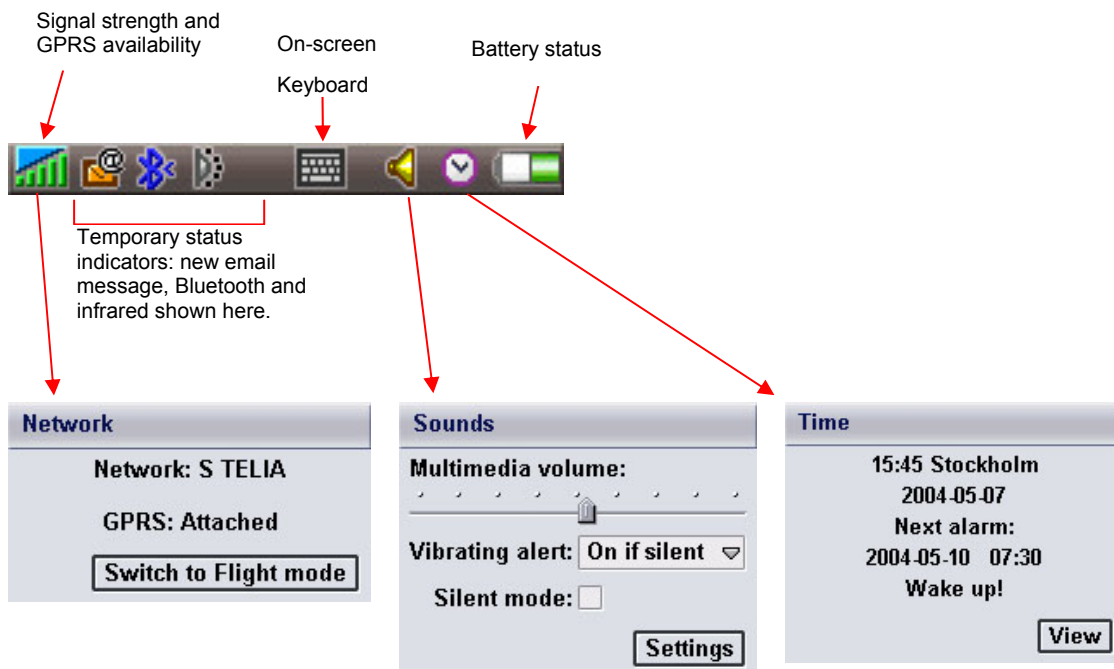 Signal strength and
GPRS availability
On-screen
Keyboard
Battery status
@
Temporary status
indicators: new email
message, Bluetooth and
infrared shown here.
Network
Network: S TELIA
GPRS: Attached
Switch to Flight mode
Sounds
Multimedia volume:
Vibrating alert: On if silent
Silent mode:
Settings
Time
15:45 Stockholm
2004-05-07
Next alarm:
2004-05-10 07:30
Wake up!
View